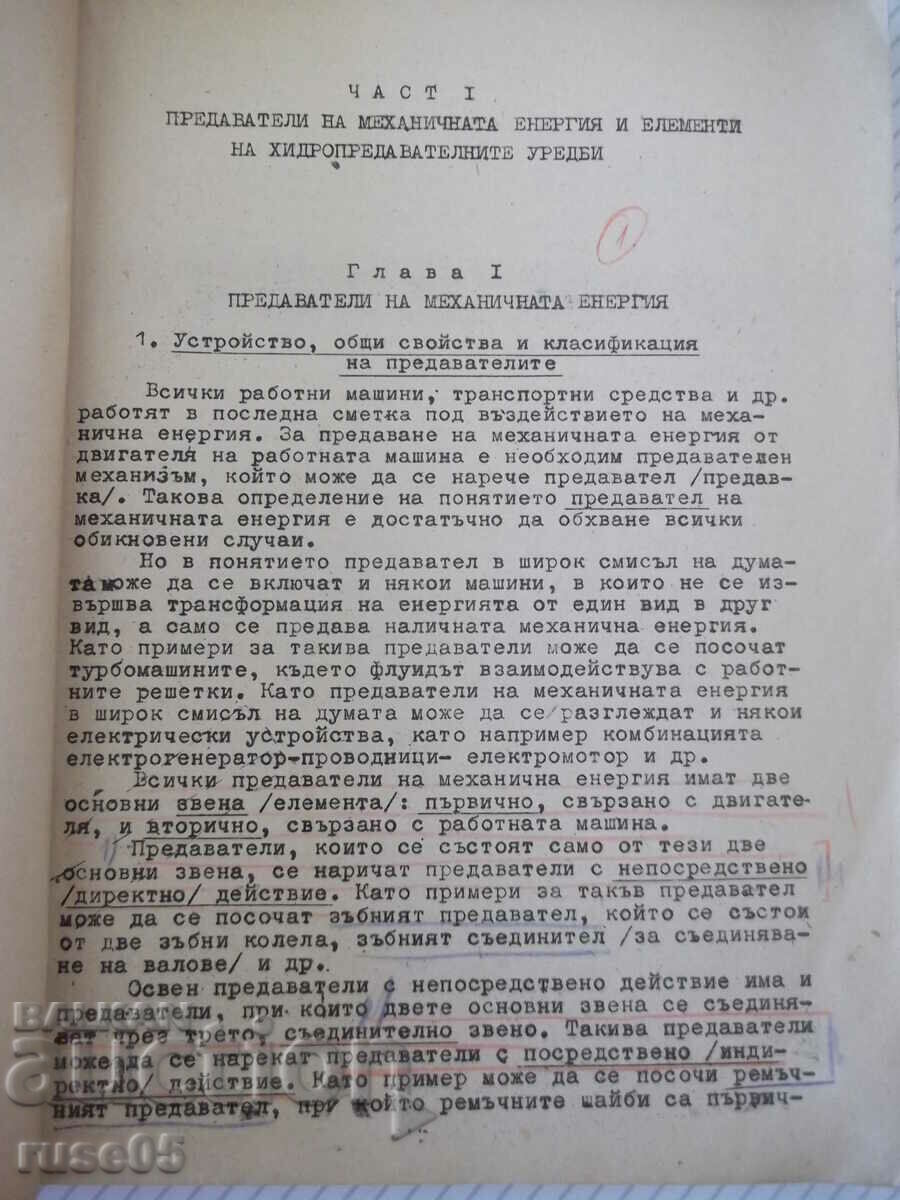 Ч А С Т I
ПРЕДАВАТЕЛИ НА МЕХАНИЧНАТА ЕНЕРГИЯ И ЕЛЕМЕНТИ
НА ХИДРОПРЕДАВАТЕЛНИТЕ УРЕДБИ
1
Г л а в а I
ПРЕДАВАТЕЛИ НА МЕХАНИЧНАТА ЕНЕРГИЯ
1. Устройство, общи свойства и класификация
на предавателите
Всички работни машини, транспортни средства и др.
работят в последна сметка под въздействието на меха-
нична енергия. За предаване на механичната енергия от
двигателя на работната машина е необходим предавателен
механизъм, който може да се нарече предавател /предав-
ка/. Такова определение на понятието предавател на
механичната енергия е достатъчно да обхване всички
обикновени случаи.
Но в понятието предавател в широк смисъл на дума-
та може да се включат и някои машини, в които не се из-
вършва трансформация на енергията от един вид в друг
вид, а само се предава наличната механична енергия.
Като примери за такива предаватели може да се посочат
турбомашините, където флуидът взаимодействува с работ-
ните решетки. Като предаватели на механичната енергия
в широк смисъл на думата може да се разглеждат и някои
електрически устройства, като например комбинацията
електрогенератор-проводници- електромотор и др.
Всички предаватели на механична енергия имат две
основни звена /елемента/: първично, свързано с двигате-
ля, и вторично, свързано с работната машина.
Предаватели, които се състоят само от тези две
основни звена, се наричат предаватели с непосредствено
/директно/ действие. Като примери за такъв предавател
може да се посочат зъбният предавател, който се състои
от две зъбни колела, зъбният съединител /за съединява-
не на валове/ и др.
Освен предаватели с непосредствено действие има и
предаватели, при които двете основни звена се съединя-
ват през трето, съединително звено. Такива предаватели
може да се нарекат предаватели с посредствено /инди-
ректно/ действие. Като пример може да се посочи ремъч-
ният предавател, при който ремъчните шайби са първич-
БАЛКАН
аукцион
ruse05